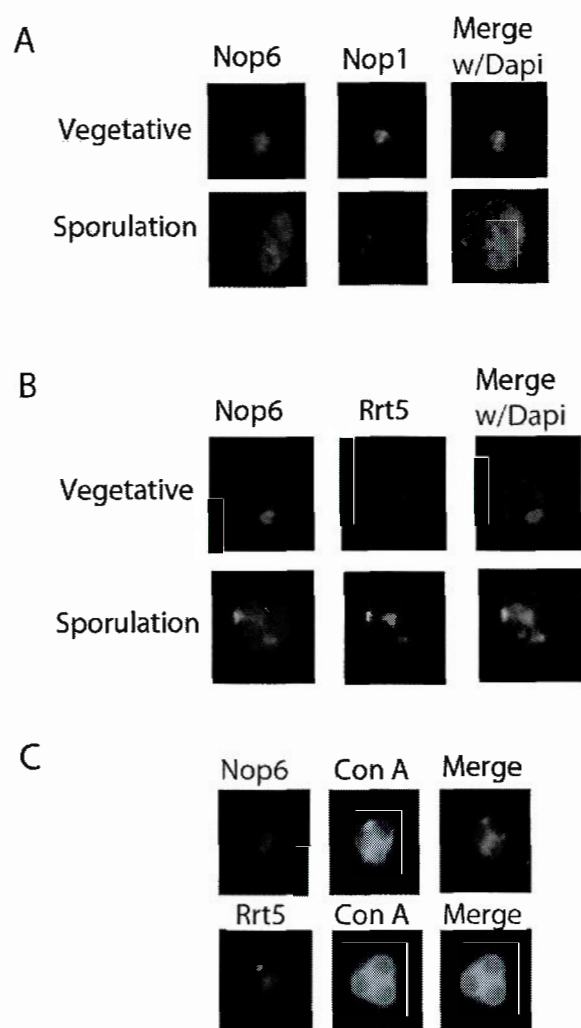 A
Nop6 Nop1 Merge
w/Dapi
Vegetative
Sporulation
B
Nop6 Rrt5 Merge
w/Dapi
Vegetative
Sporulation
C
Nop6 Con A Merge
Rrt5 Con A Merge